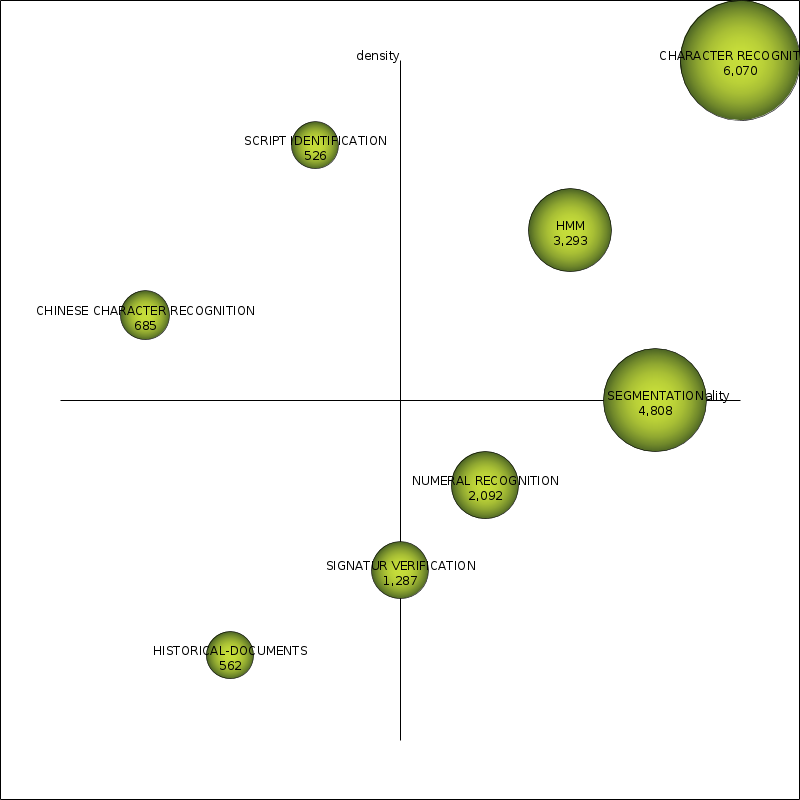 density
CHARACTER RECOGNIT
6,070
SCRIPT IDENTIFICATION
526
HMM
3,293
CHINESE CHARACTER RECOGNITION
685
SEGMENTATION ality
4,808
NUMERAL RECOGNITION
2,092
SIGNATUR VERIFICATION
1,287
HISTORICAL-DOCUMENTS
562